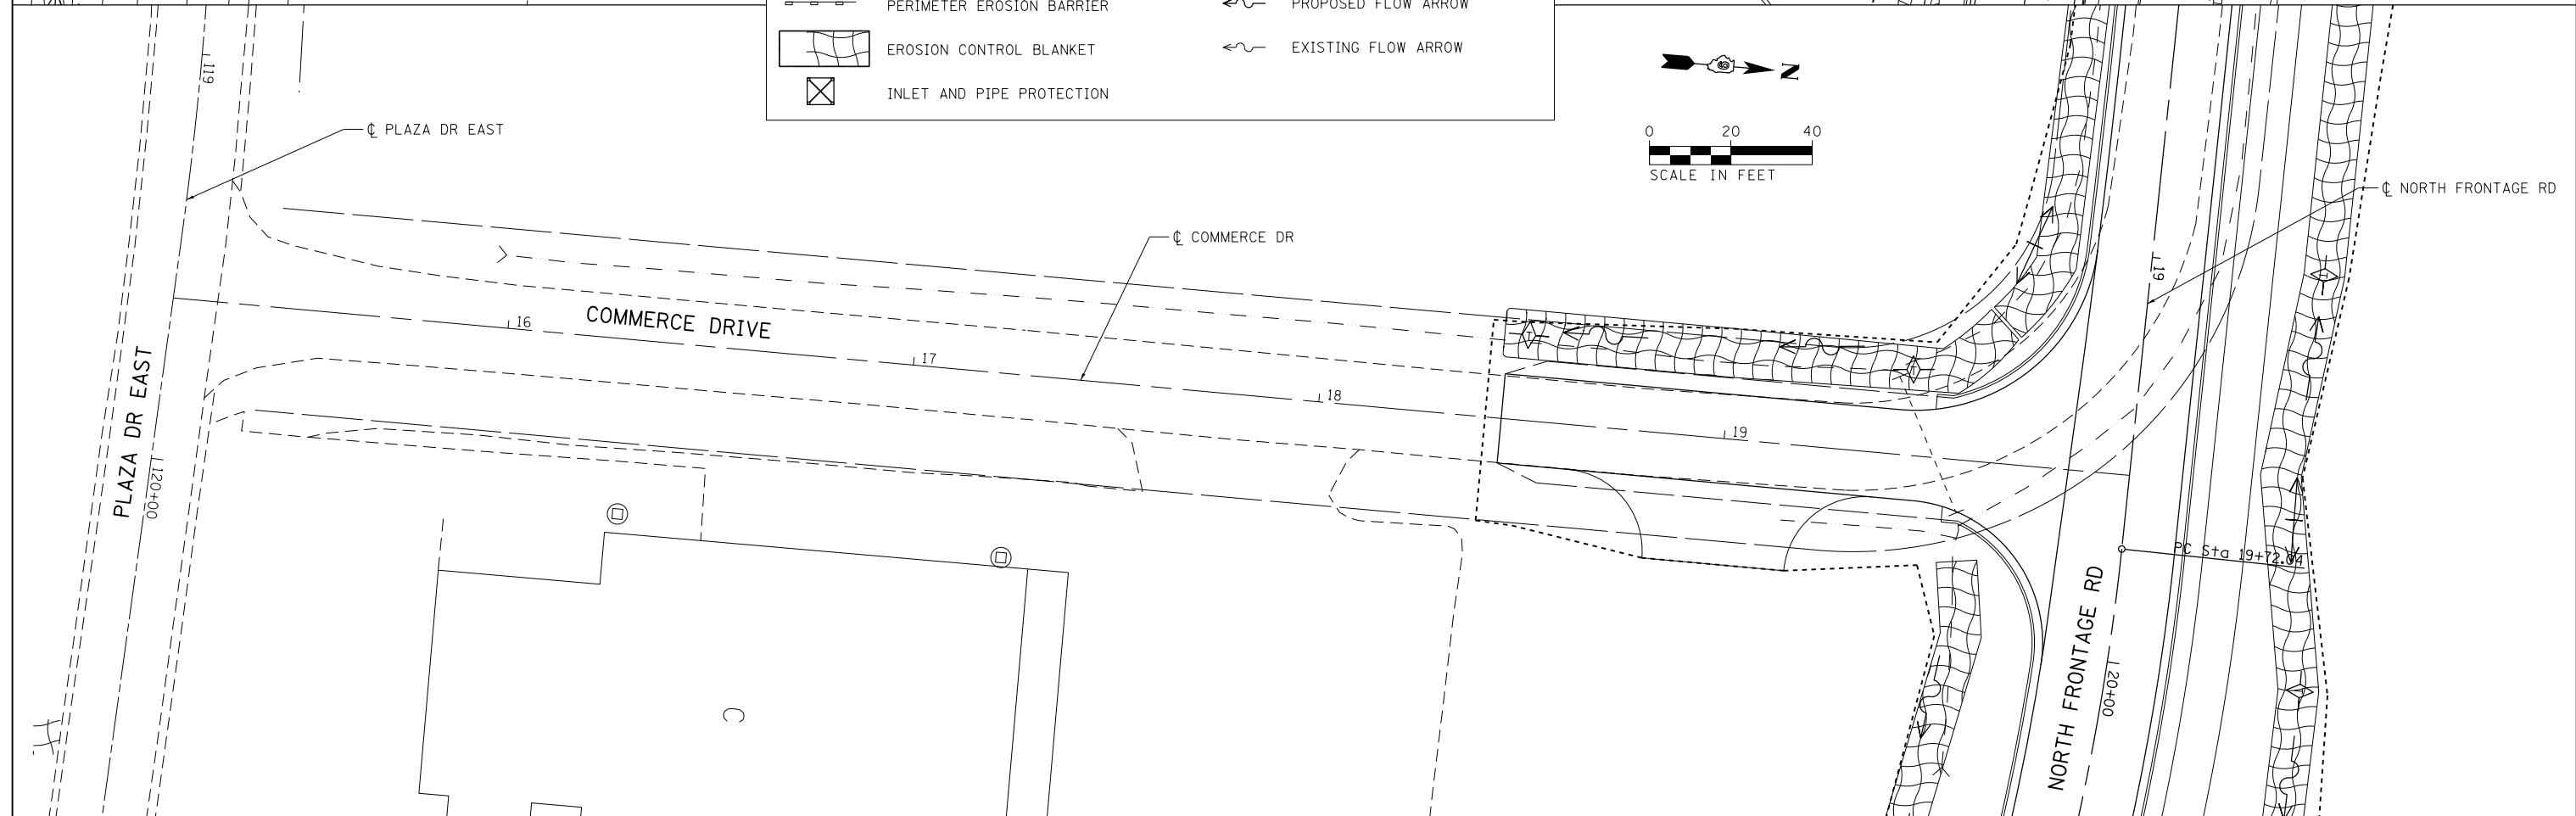 PERIMETER EROSION BARRIER
PROPOSED FLOW ARROW
EROSION CONTROL BLANKET
EXISTING FLOW ARROW
INLET AND PIPE PROTECTION
N
0 20 40
SCALE IN FEET
119
℄ PLAZA DR EAST
℄ NORTH FRONTAGE RD
℄ COMMERCE DR
19
COMMERCE DRIVE
16
17
18
19
PLAZA DR EAST
120+00
PC Sta 19+72.04
NORTH FRONTAGE RD
20+00
C